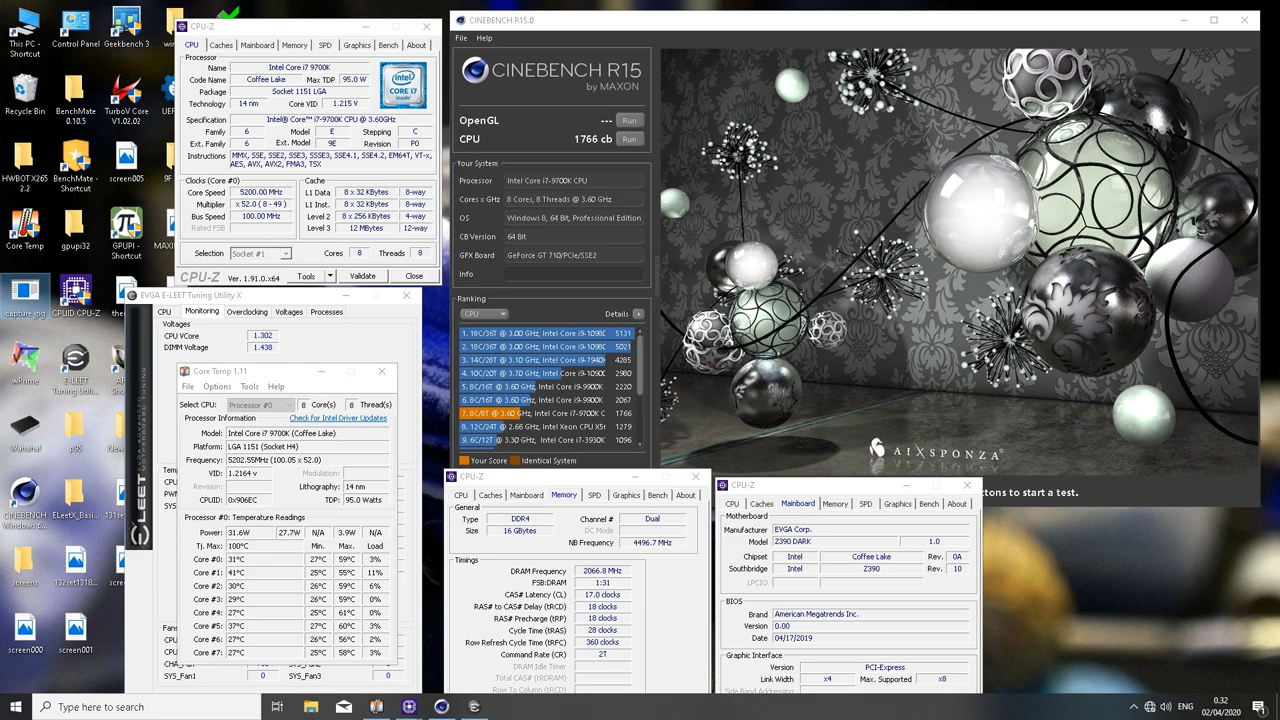 This PC - Shortcut
Control Panel
Geekbench 3
Recycle Bin
BenchMate 0.10.5
TurboV Core V1.02.02
HWBOT X265 2.2
BenchMate - Shortcut
screen005
Core Temp
gpupi32
GPUPI - Shortcut
capture.jpg
CPUID CPU-Z
wPrime
E-LEET Tuning Utility X
Wahaha
p95
CINEBENCH Windows 6...
EleetX_Basi...
screens
132set1318...
screen000
screen001
CPU-Z
CPU Caches Mainboard Memory SPD Graphics Bench About
Processor
Name Intel Core i7 9700K
Code Name Coffee Lake Max TDP 95.0 W
Package Socket 1151 LGA
Technology 14 nm Core VID 1.215 V
intel CORE i7 inside
Specification Intel® Core™ i7-9700K CPU @ 3.60GHz
Family 6 Model E Stepping C
Ext. Family 6 Ext. Model 9E Revision P0
Instructions MMX, SSE, SSE2, SSE3, SSSE3, SSE4.1, SSE4.2, EM64T, VT-x,
AES, AVX, AVX2, FMA3, TSX
Clocks (Core #0) Cache
Core Speed 5200.00 MHz L1 Data 8 x 32 KBytes 8-way
Multiplier x 52.0 ( 8 - 49 ) L1 Inst. 8 x 32 KBytes 8-way
Bus Speed 100.00 MHz Level 2 8 x 256 KBytes 4-way
Rated FSB Level 3 12 MBytes 12-way
Selection Socket #1 Cores 8 Threads 8
CPU-Z Ver. 1.91.0.x64 Tools Validate Close
EVGA E-LEET Tuning Utility X
CPU Monitoring Overclocking Voltages Processes
Voltages
CPU VCore 1.302
DIMM Voltage 1.438
E-LEET
EVGA ADVANCED MOTHERBOARD TUNING
Core Temp 1.11
File Options Tools Help
Select CPU: Processor #0 8 Core(s) 8 Thread(s)
Processor Information Check for Intel Driver Updates
Model: Intel Core i7 9700K (Coffee Lake)
Platform: LGA 1151 (Socket H4)
Frequency: 5202.55MHz (100.05 x 52.0)
VID: 1.2164 v Modulation:
Revision: Lithography: 14 nm
CPUID: 0x906EC TDP: 95.0 Watts
Processor #0: Temperature Readings
Power: 31.6W 27.7W N/A 3.9W N/A
Tj. Max: 100°C Min. Max. Load
Core #0: 31°C 27°C 59°C 3%
Core #1: 41°C 25°C 55°C 11%
Core #2: 30°C 26°C 59°C 6%
Core #3: 29°C 26°C 59°C 0%
Core #4: 27°C 25°C 61°C 0%
Core #5: 37°C 27°C 60°C 3%
Core #6: 27°C 26°C 56°C 2%
Core #7: 27°C 25°C 58°C 3%
SYS_Fan1 0 SYS_Fan3 0
CINEBENCH R15.0
File Help
CINEBENCH R15
by MAXON
OpenGL --- Run
CPU 1766 cb Run
Your System
Processor Intel Core i7-9700K CPU
Cores x GHz 8 Cores, 8 Threads @ 3.60 GHz
OS Windows 8, 64 Bit, Professional Edition
CB Version 64 Bit
GFX Board GeForce GT 710/PCIe/SSE2
Info
Ranking
CPU Details
1. 18C/36T @ 3.00 GHz, Intel Core i9-1098( 5131
2. 18C/36T @ 3.00 GHz, Intel Core i9-1098( 5021
3. 14C/28T @ 3.10 GHz, Intel Core i9-7940X 4285
4. 10C/20T @ 3.70 GHz, Intel Core i9-10900 2980
5. 8C/16T @ 3.60 GHz, Intel Core i9-9900K 2220
6. 8C/16T @ 3.60 GHz, Intel Core i9-9900 2067
7. 8C/8T @ 3.60 GHz, Intel Core i7-9700K C 1766
8. 12C/24T @ 2.66 GHz, Intel Xeon CPU X56 1279
9. 6C/12T @ 3.30 GHz, Intel Core i7-3930K 1096
Your Score Identical System
AIXSPONZA
tons to start a test.
CPU-Z
CPU Caches Mainboard Memory SPD Graphics Bench About
General
Type DDR4 Channel # Dual
Size 16 GBytes DC Mode
NB Frequency 4496.7 MHz
Timings
DRAM Frequency 2066.8 MHz
FSB:DRAM 1:31
CAS# Latency (CL) 17.0 clocks
RAS# to CAS# Delay (tRCD) 18 clocks
RAS# Precharge (tRP) 18 clocks
Cycle Time (tRAS) 28 clocks
Row Refresh Cycle Time (tRFC) 360 clocks
Command Rate (CR) 2T
DRAM Idle Timer
Total CAS# (tRDRAM)
Row To Column (tRCD)
CPU-Z
CPU Caches Mainboard Memory SPD Graphics Bench About
Motherboard
Manufacturer EVGA Corp.
Model Z390 DARK 1.0
Chipset Intel Coffee Lake Rev. 0A
Southbridge Intel Z390 Rev. 10
LPCIO
BIOS
Brand American Megatrends Inc.
Version 0.00
Date 04/17/2019
Graphic Interface
Version PCI-Express
Link Width x4 Max. Supported x8
Side Band Addressing
Type here to search
ENG
0.32
02/04/2020
1